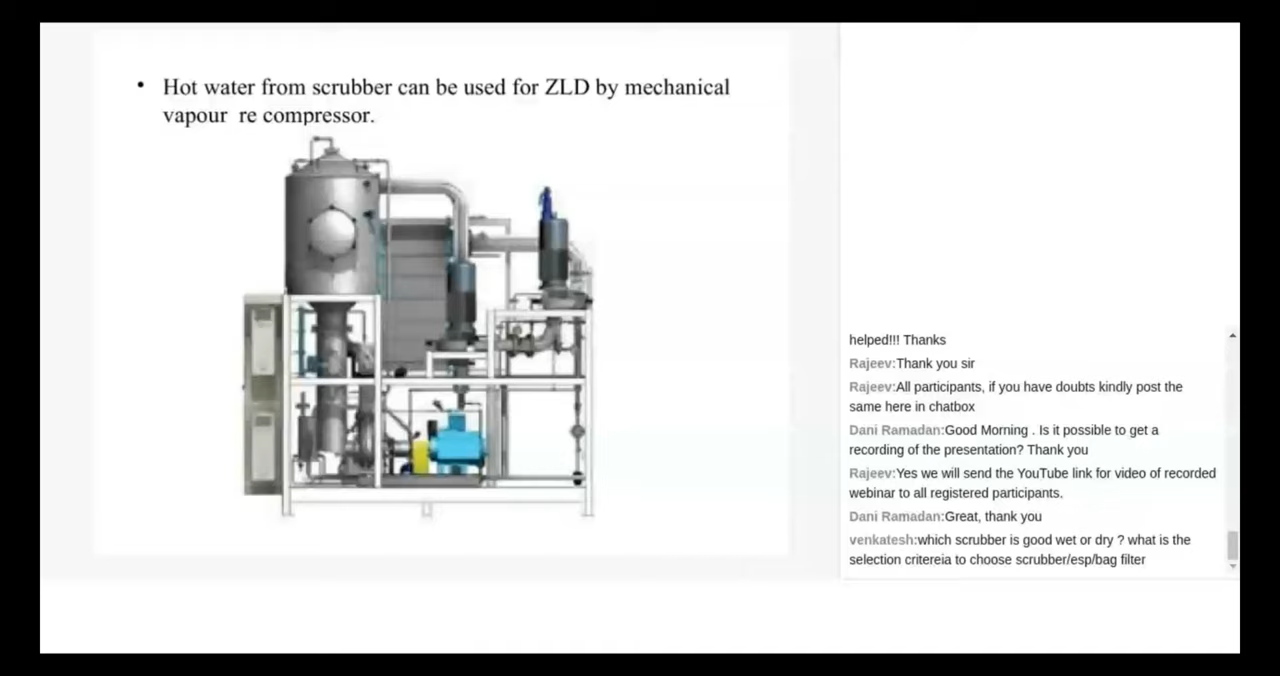 • Hot water from scrubber can be used for ZLD by mechanical
vapour re compressor.
helped!!! Thanks
Rajeev:Thank you sir
Rajeev:All participants, if you have doubts kindly post the
same here in chatbox
Dani Ramadan:Good Morning . Is it possible to get a
recording of the presentation? Thank you
Rajeev:Yes we will send the YouTube link for video of recorded
webinar to all registered participants.
Dani Ramadan:Great, thank you
venkatesh:which scrubber is good wet or dry ? what is the
selection critereia to choose scrubber/esp/bag filter